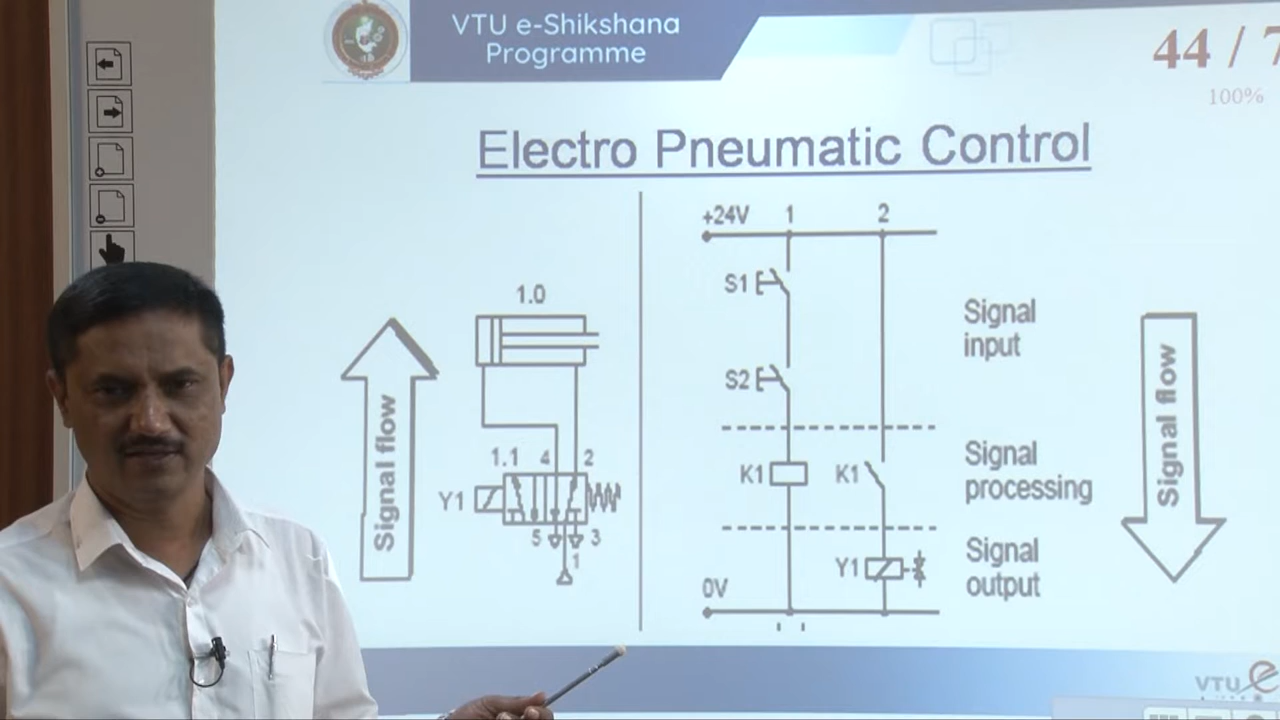 VTU e-Shikshana
Programme
44 / 7
100%
Electro Pneumatic Control
+24V 1 2
S1
1.0
Signal
input
Signal flow
Signal flow
S2
1.1 4 2
K1
K1
Signal
processing
Y1
5 3
1
Y1
Signal
output
0V
VTU e